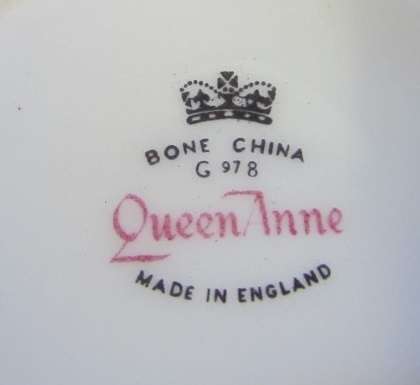 BONE CHINA
G 978
Queen Anne
MADE IN ENGLAND